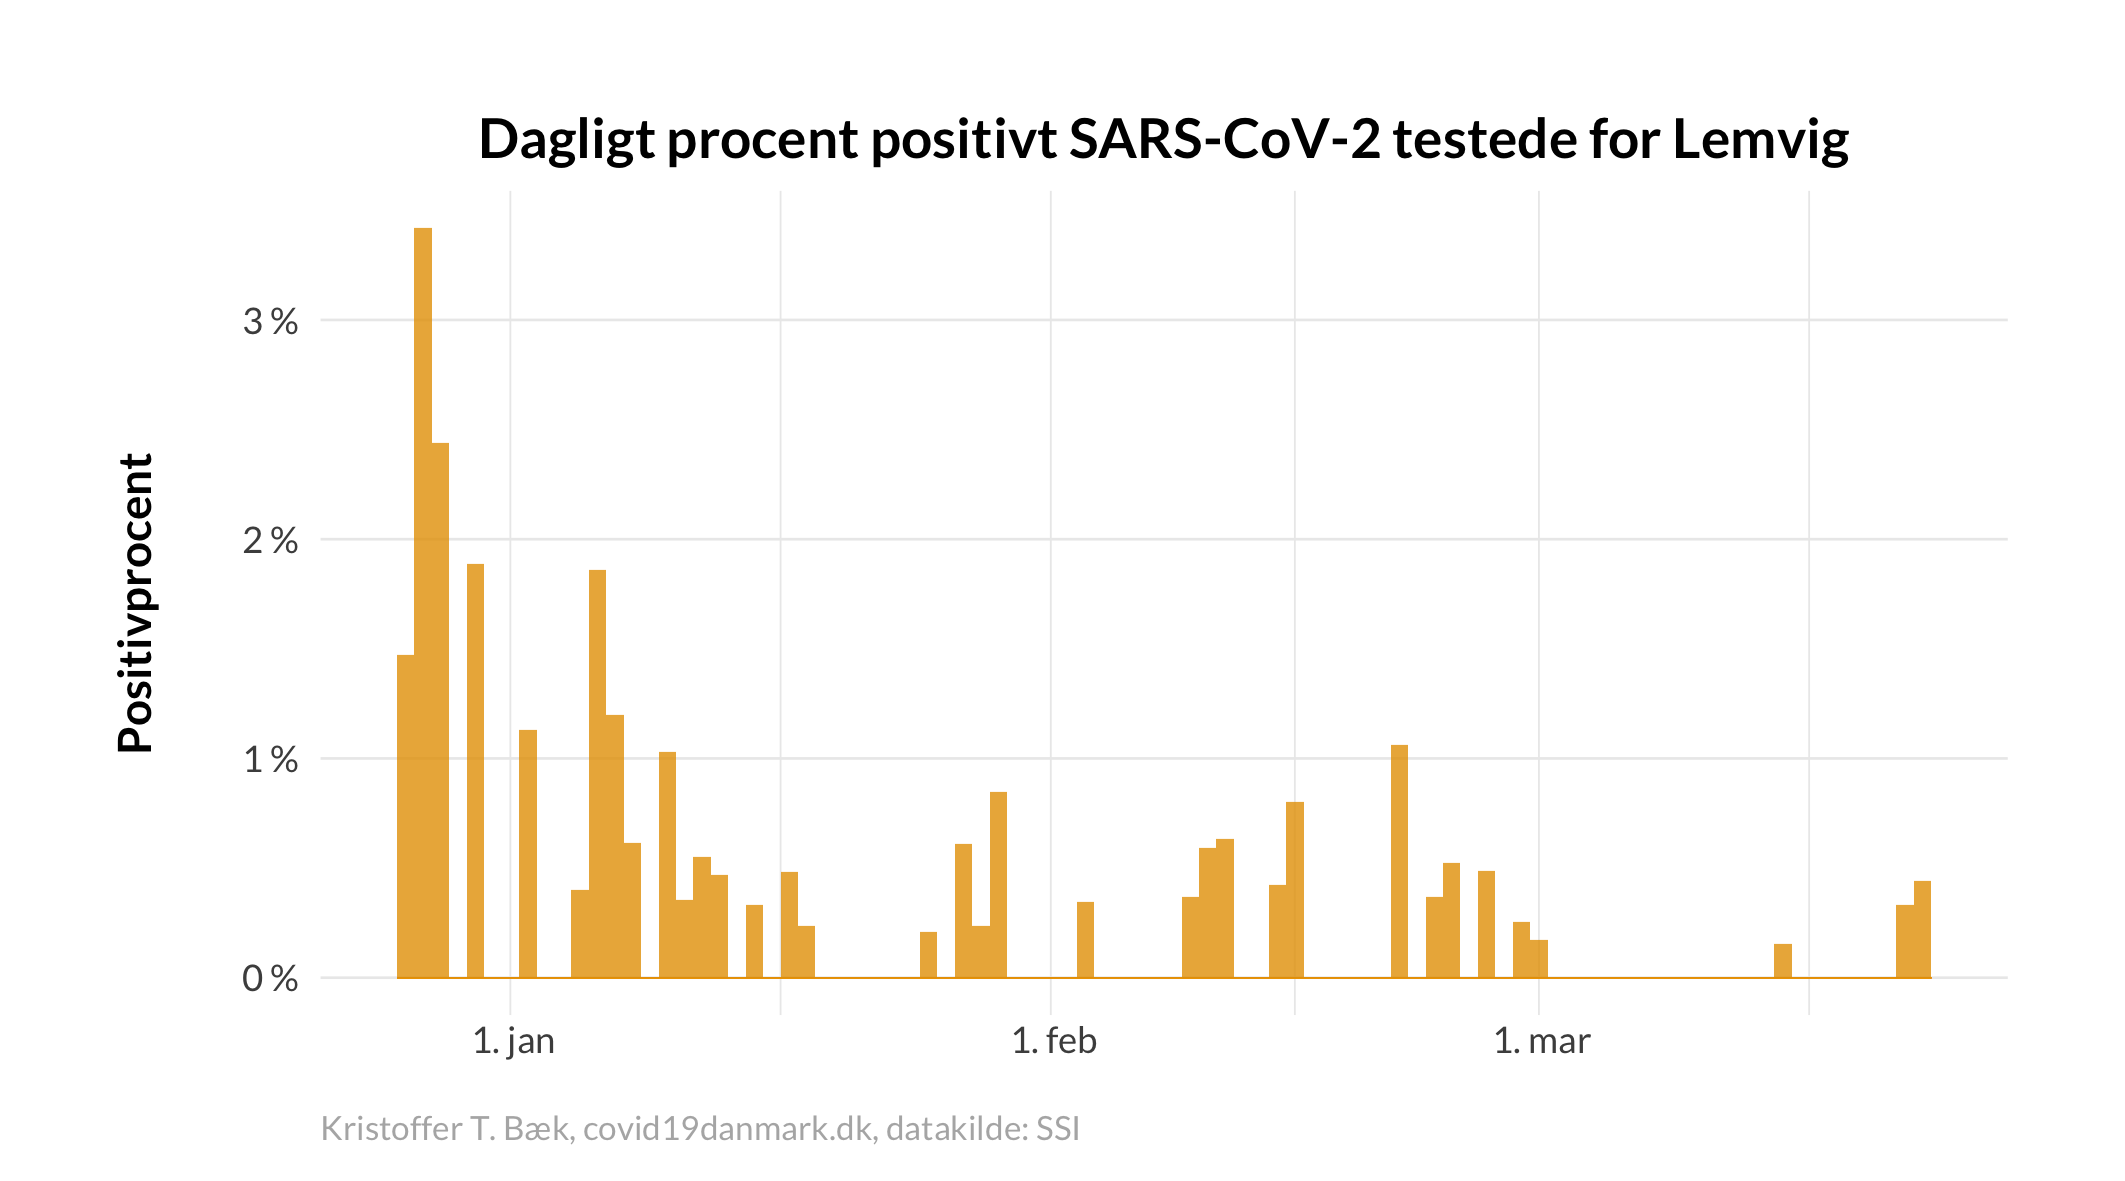 Dagligt procent positivt SARS-CoV-2 testede for Lemvig
Positivprocent
3 %
2 %
1 %
0 %
1. jan
1. feb
1. mar
Kristoffer T. Bæk, covid19danmark.dk, datakilde: SSI